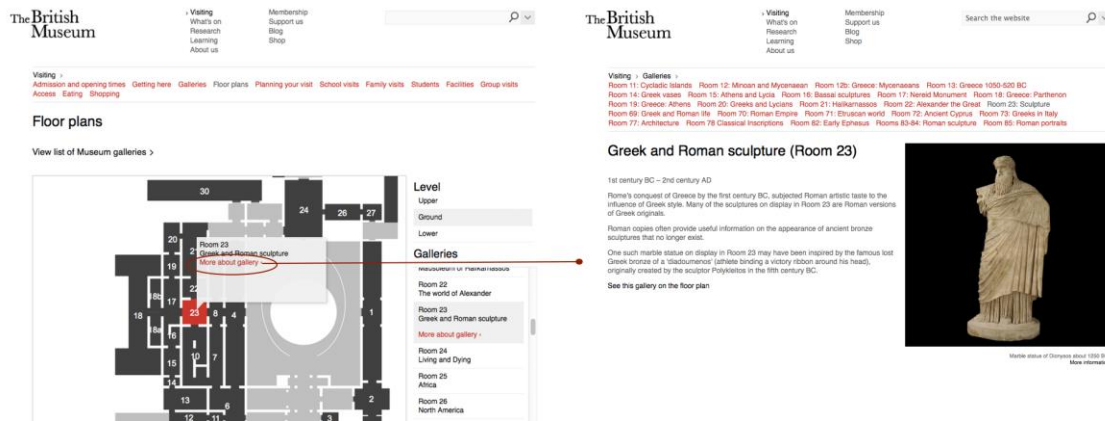 The British
Museum
› Visiting
What's on
Research
Learning
About us
Membership
Support us
Blog
Shop
Visiting ›
Admission and opening times Getting here Galleries Floor plans Planning your visit School visits Family visits Students Facilities Group visits
Access Eating Shopping
Floor plans
View list of Museum galleries >
30
24
26
27
20
21
19
22
18b
17
18
18a
23
8
4
1
16
10
7
15
14
13
6
2
12
11
3
Room 23
Greek and Roman sculpture
More about gallery
Level
Upper
Ground
Lower
Galleries
Mausoleum of Halikarnassos
Room 22
The world of Alexander
Room 23
Greek and Roman sculpture
More about gallery ›
Room 24
Living and Dying
Room 25
Africa
Room 26
North America
The British
Museum
› Visiting
What's on
Research
Learning
About us
Membership
Support us
Blog
Shop
Search the website
Visiting › Galleries ›
Room 11: Cycladic Islands Room 12: Minoan and Mycenaean Room 12b: Greece: Mycenaeans Room 13: Greece 1050-520 BC
Room 14: Greek vases Room 15: Athens and Lycia Room 16: Bassai sculptures Room 17: Nereid Monument Room 18: Greece: Parthenon
Room 19: Greece: Athens Room 20: Greeks and Lycians Room 21: Halikarnassos Room 22: Alexander the Great Room 23: Sculpture
Room 69: Greek and Roman life Room 70: Roman Empire Room 71: Etruscan world Room 72: Ancient Cyprus Room 73: Greeks in Italy
Room 77: Architecture Room 78 Classical Inscriptions Room 82: Early Ephesus Rooms 83-84: Roman sculpture Room 85: Roman portraits
Greek and Roman sculpture (Room 23)
1st century BC – 2nd century AD
Rome's conquest of Greece by the first century BC, subjected Roman artistic taste to the
influence of Greek style. Many of the sculptures on display in Room 23 are Roman versions
of Greek originals.
Roman copies often provide useful information on the appearance of ancient bronze
sculptures that no longer exist.
One such marble statue on display in Room 23 may have been inspired by the famous lost
Greek bronze of a 'diadoumenos' (athlete binding a victory ribbon around his head),
originally created by the sculptor Polykleitos in the fifth century BC.
See this gallery on the floor plan
Marble statue of Dionysos about
More